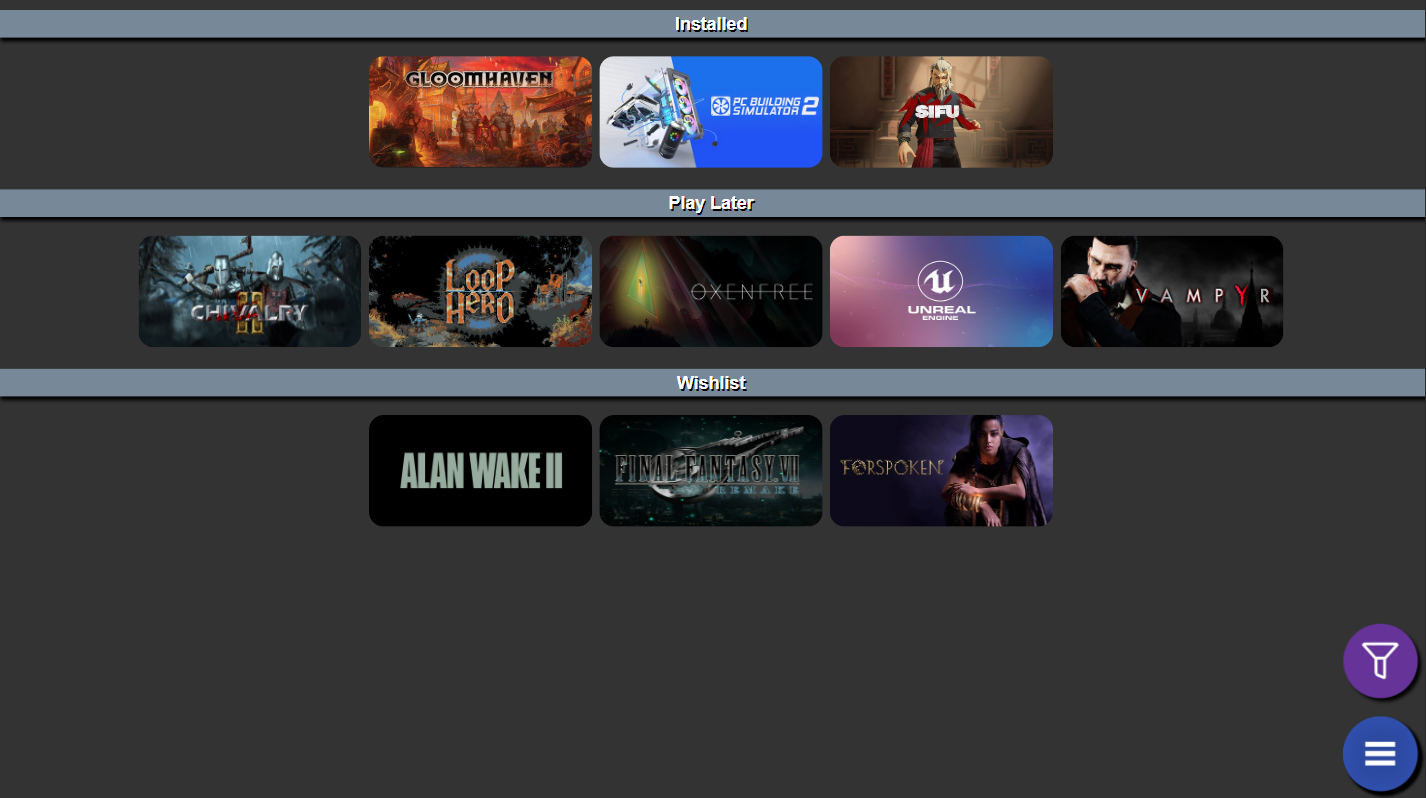 Installed
GLOOMHAVEN
PC BUILDING
SIMULATOR 2
SIFU
Play Later
CHIVALRY
II
LOOP
HERO
OXENFREE
UNREAL
ENGINE
VAMPYR
Wishlist
ALAN WAKE II
FINAL FANTASY VII
REMAKE
FORSPOKEN